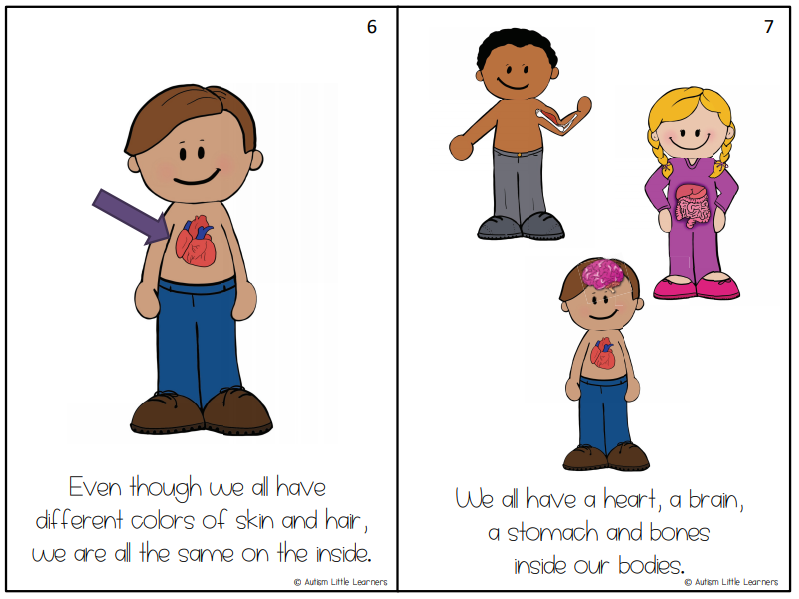 6
Even though we all have
different colors of skin and hair,
we are all the same on the inside.
© Autism Little Learners
7
We all have a heart, a brain,
a stomach and bones
inside our bodies.
© Autism Little Learners